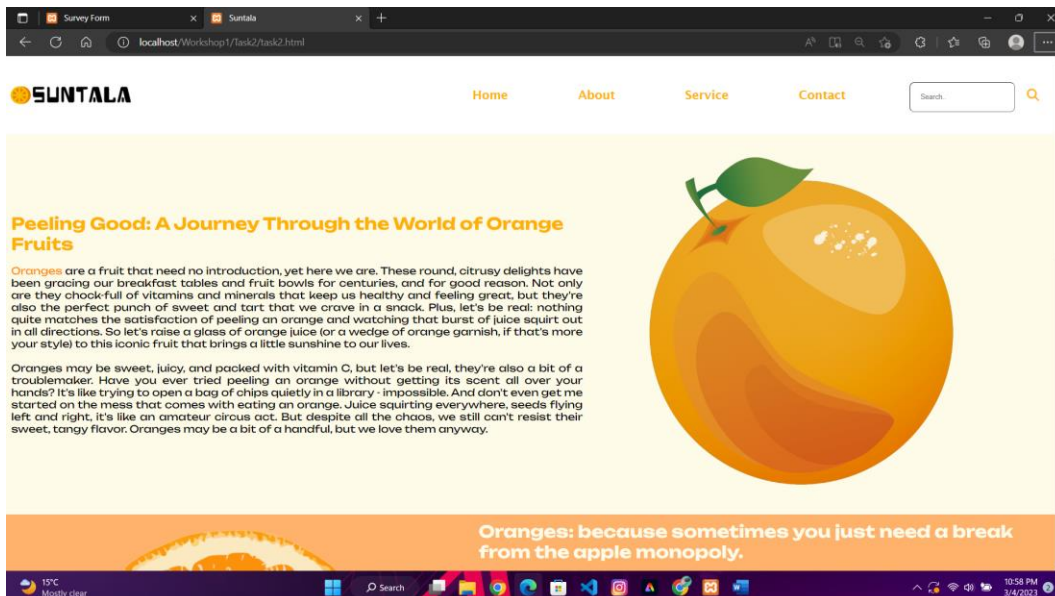 Survey Form
Suntala
localhost/Workshop1/Task2/task2.html
SUNTALA
Home
About
Service
Contact
Search.
Peeling Good: A Journey Through the World of Orange
Fruits
Oranges are a fruit that need no introduction, yet here we are. These round, citrusy delights have
been gracing our breakfast tables and fruit bowls for centuries, and for good reason. Not only
are they chock-full of vitamins and minerals that keep us healthy and feeling great, but they're
also the perfect punch of sweet and tart that we crave in a snack. Plus, let's be real: nothing
quite matches the satisfaction of peeling an orange and watching that burst of juice squirt out
in all directions. So let's raise a glass of orange juice (or a wedge of orange garnish, if that's more
your style) to this iconic fruit that brings a little sunshine to our lives.
Oranges may be sweet, juicy, and packed with vitamin C, but let's be real, they're also a bit of a
troublemaker. Have you ever tried peeling an orange without getting its scent all over your
hands? It's like trying to open a bag of chips quietly in a library - impossible. And don't even get me
started on the mess that comes with eating an orange. Juice squirting everywhere, seeds flying
left and right, it's like an amateur circus act. But despite all the chaos, we still can't resist their
sweet, tangy flavor. Oranges may be a bit of a handful, but we love them anyway.
Oranges: because sometimes you just need a break
from the apple monopoly.
15°C
Mostly clear
Search
10:58 PM
3/4/2023